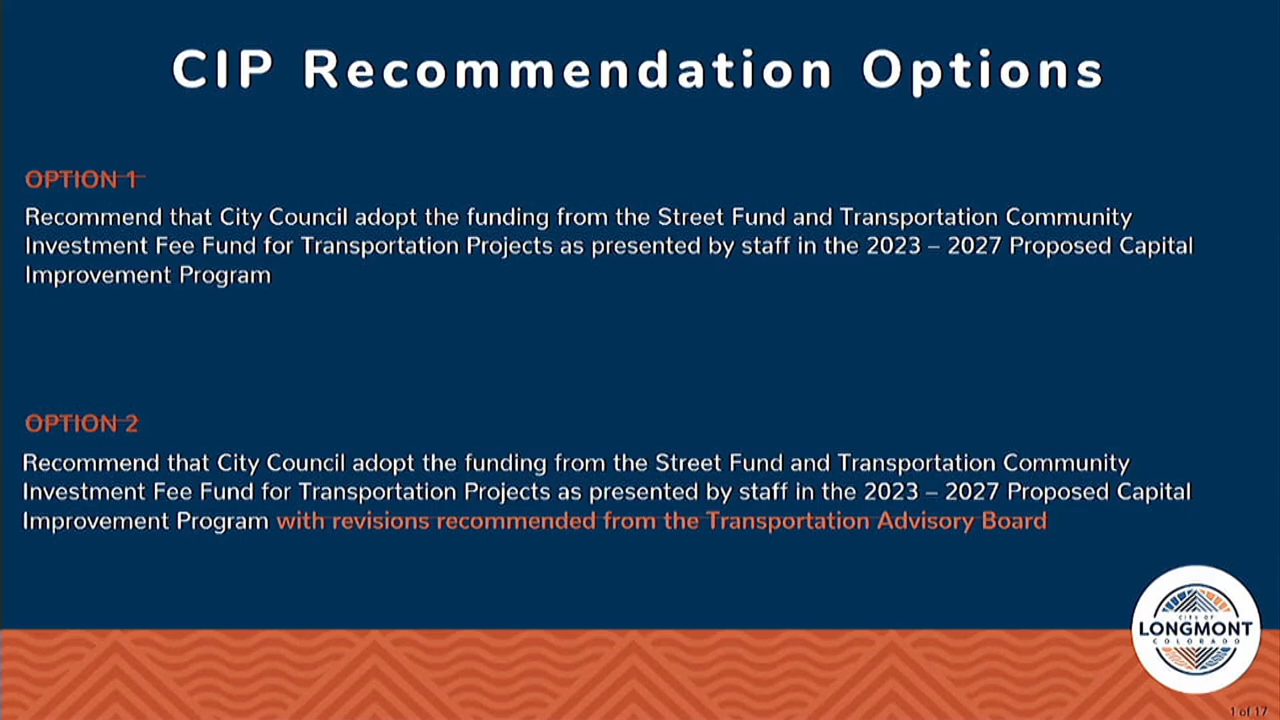 CIP Recommendation Options
OPTION 1
Recommend that City Council adopt the funding from the Street Fund and Transportation Community
Investment Fee Fund for Transportation Projects as presented by staff in the 2023 – 2027 Proposed Capital
Improvement Program
OPTION 2
Recommend that City Council adopt the funding from the Street Fund and Transportation Community
Investment Fee Fund for Transportation Projects as presented by staff in the 2023 – 2027 Proposed Capital
Improvement Program with revisions recommended from the Transportation Advisory Board
CITY OF
LONGMONT
COLORADO
1 of 17